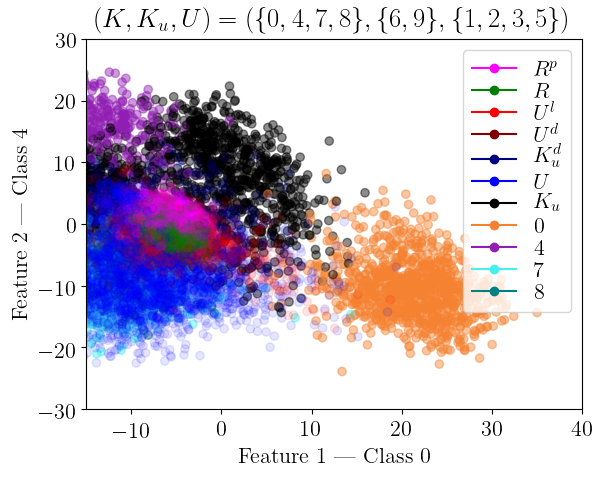 (K, K_u, U) = ({0, 4, 7, 8}, {6, 9}, {1, 2, 3, 5})
30
20
10
0
−10
−20
−30
Feature 2 — Class 4
−10
0
10
20
30
40
Feature 1 — Class 0
R^p
R
U^l
U^d
K_u^d
U
K_u
0
4
7
8